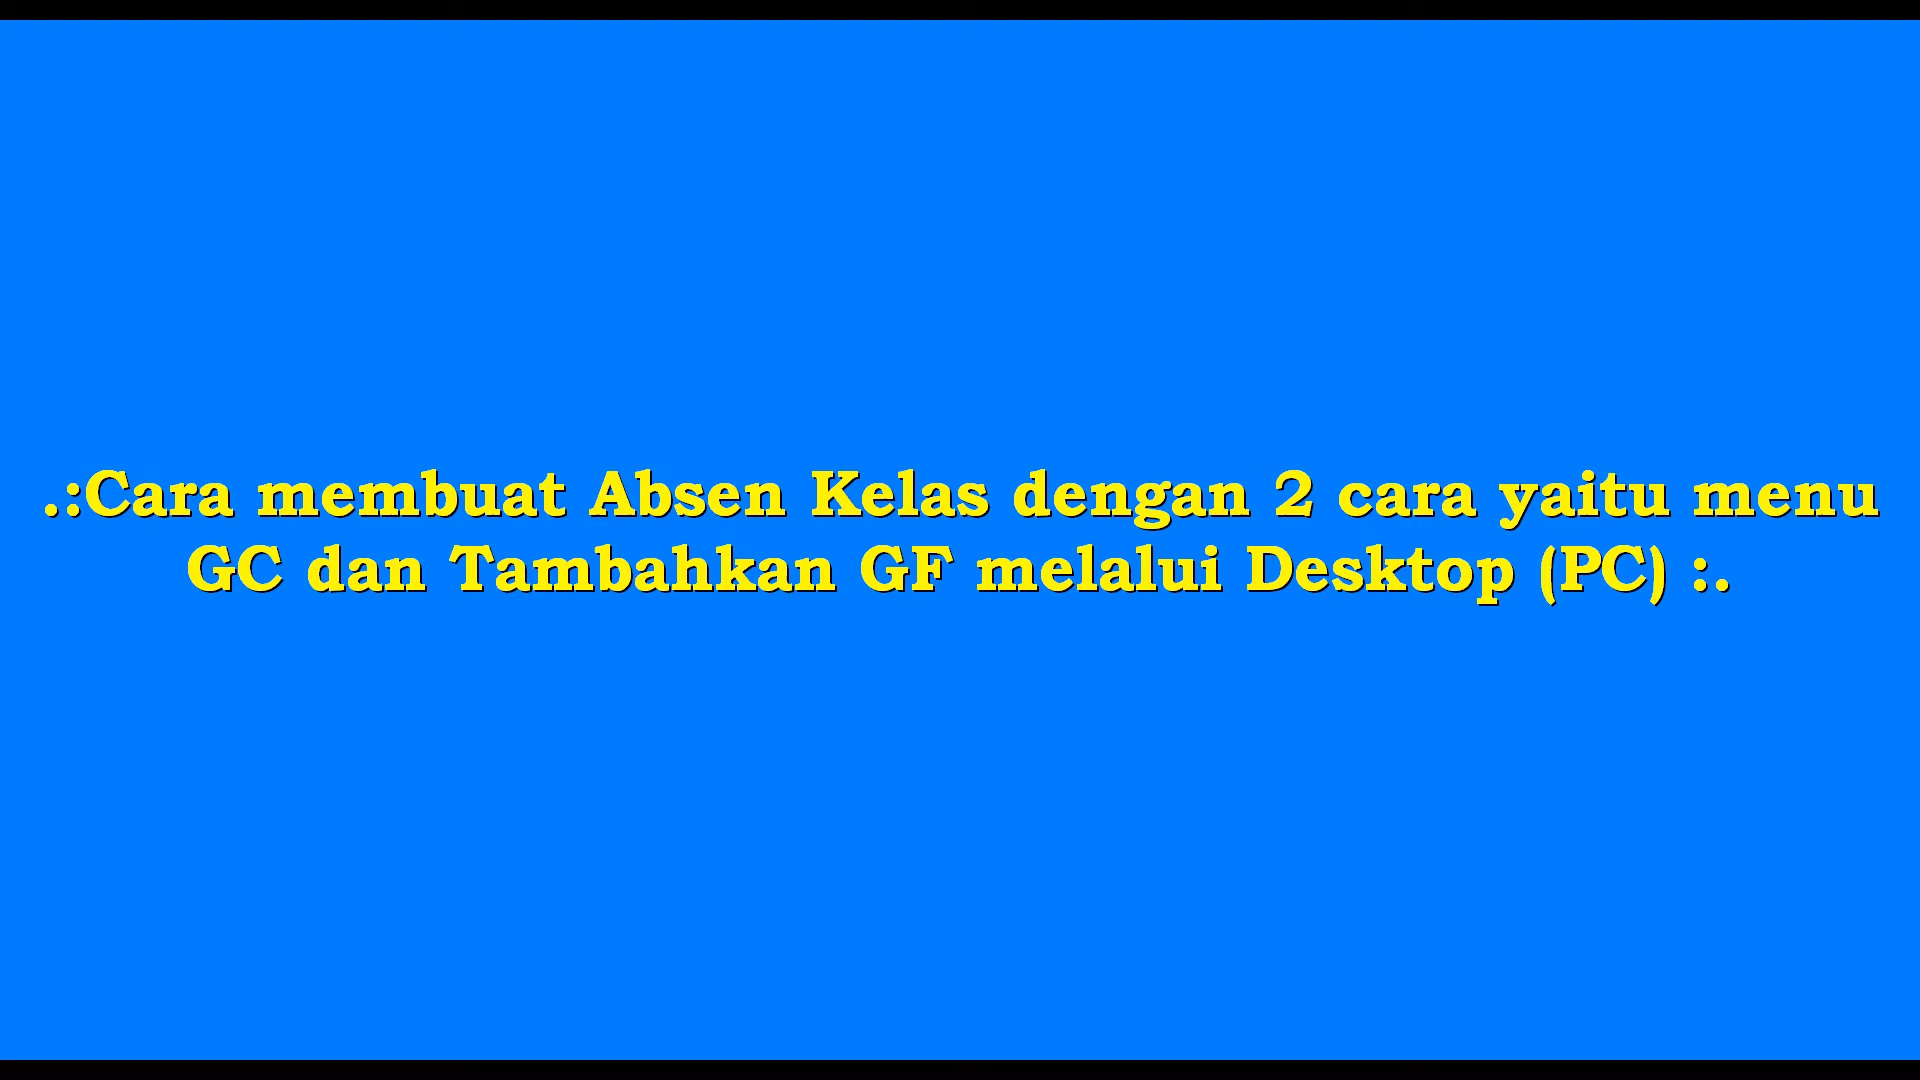 .:Cara membuat Absen Kelas dengan 2 cara yaitu menu
GC dan Tambahkan GF melalui Desktop (PC) :.